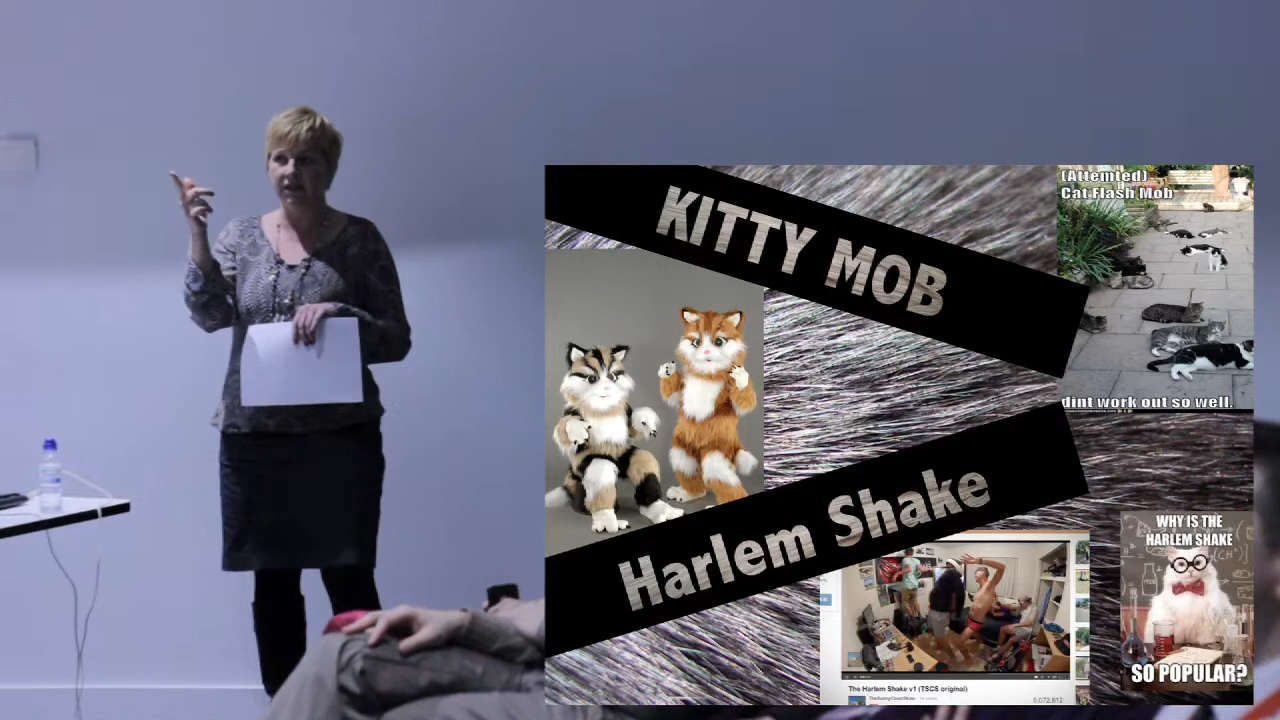 KITTY MOB
(Attemted)
Cat Flash Mob
dint work out so well.
Harlem Shake
WHY IS THE
HARLEM SHAKE
SO POPULAR?
The Harlem Shake v1 (TSCS original)